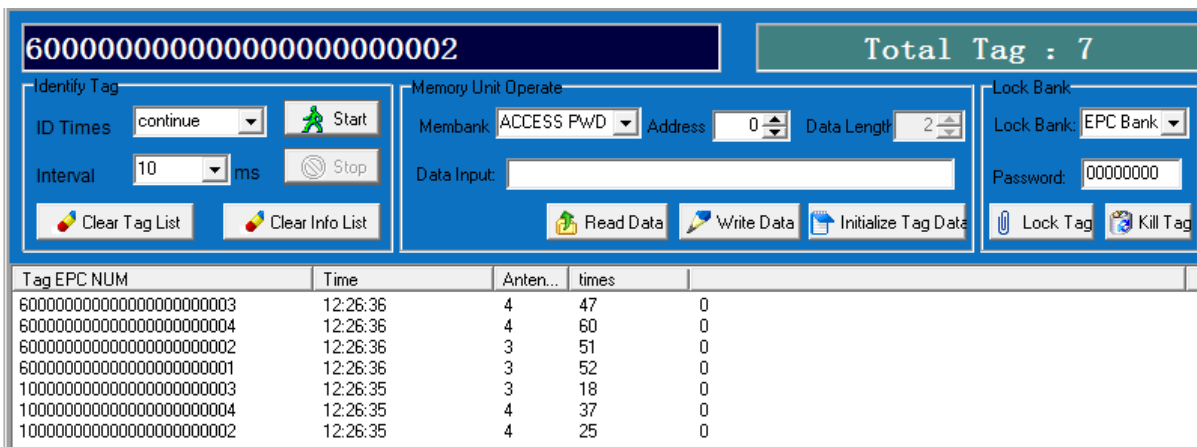 600000000000000000000002
Total Tag : 7
Identify Tag
Memory Unit Operate
Lock Bank
ID Times continue Start
Membank ACCESS PWD Address 0 Data Length 2
Lock Bank: EPC Bank
Interval 10 ms Stop
Data Input:
Password: 00000000
Clear Tag List Clear Info List
Read Data Write Data Initialize Tag Data
Lock Tag Kill Tag
Tag EPC NUM Time Anten... times
600000000000000000000003 12:26:36 4 47 0
600000000000000000000004 12:26:36 4 60 0
600000000000000000000002 12:26:36 3 51 0
600000000000000000000001 12:26:36 3 52 0
100000000000000000000003 12:26:35 3 18 0
100000000000000000000004 12:26:35 4 37 0
100000000000000000000002 12:26:35 4 25 0